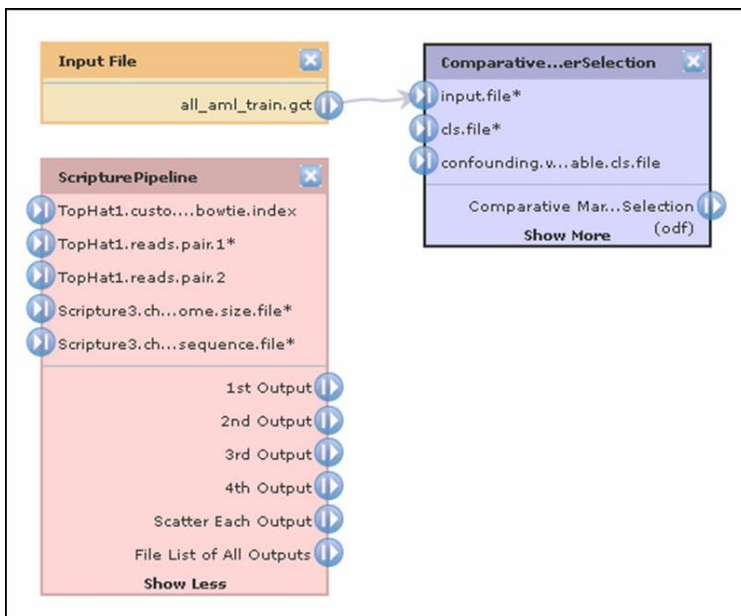 Input File
all_aml_train.gct
Comparative...erSelection
input.file*
cls.file*
confounding.v...able.cls.file
Comparative Mar...Selection
(odf)
Show More
ScripturePipeline
TopHat1.custo....bowtie.index
TopHat1.reads.pair.1*
TopHat1.reads.pair.2
Scripture3.ch...ome.size.file*
Scripture3.ch...sequence.file*
1st Output
2nd Output
3rd Output
4th Output
Scatter Each Output
File List of All Outputs
Show Less